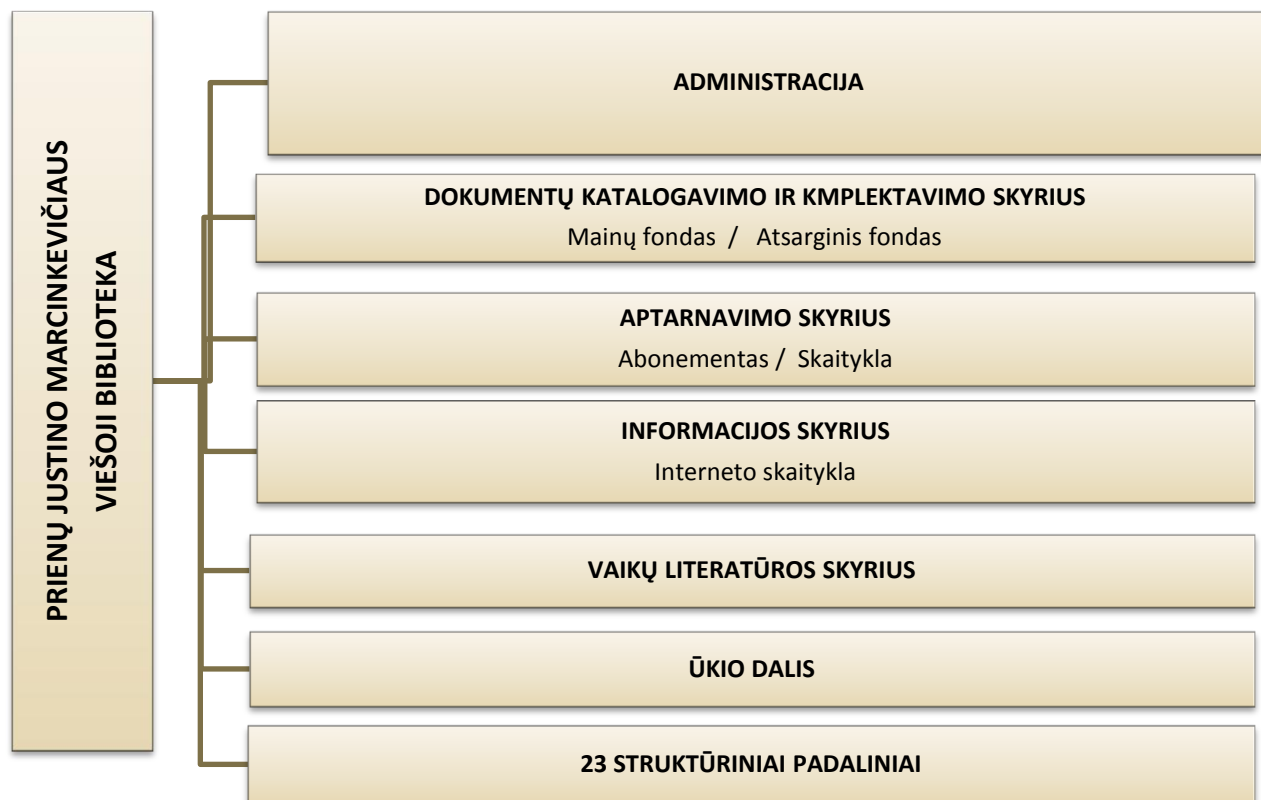 PRIENŲ JUSTINO MARCINKEVIČIAUS
VIEŠOJI BIBLIOTEKA
ADMINISTRACIJA
DOKUMENTŲ KATALOGAVIMO IR KMPLEKTAVIMO SKYRIUS
Mainų fondas / Atsarginis fondas
APTARNAVIMO SKYRIUS
Abonementas / Skaitykla
INFORMACIJOS SKYRIUS
Interneto skaitykla
VAIKŲ LITERATŪROS SKYRIUS
ŪKIO DALIS
23 STRUKTŪRINIAI PADALINIAI